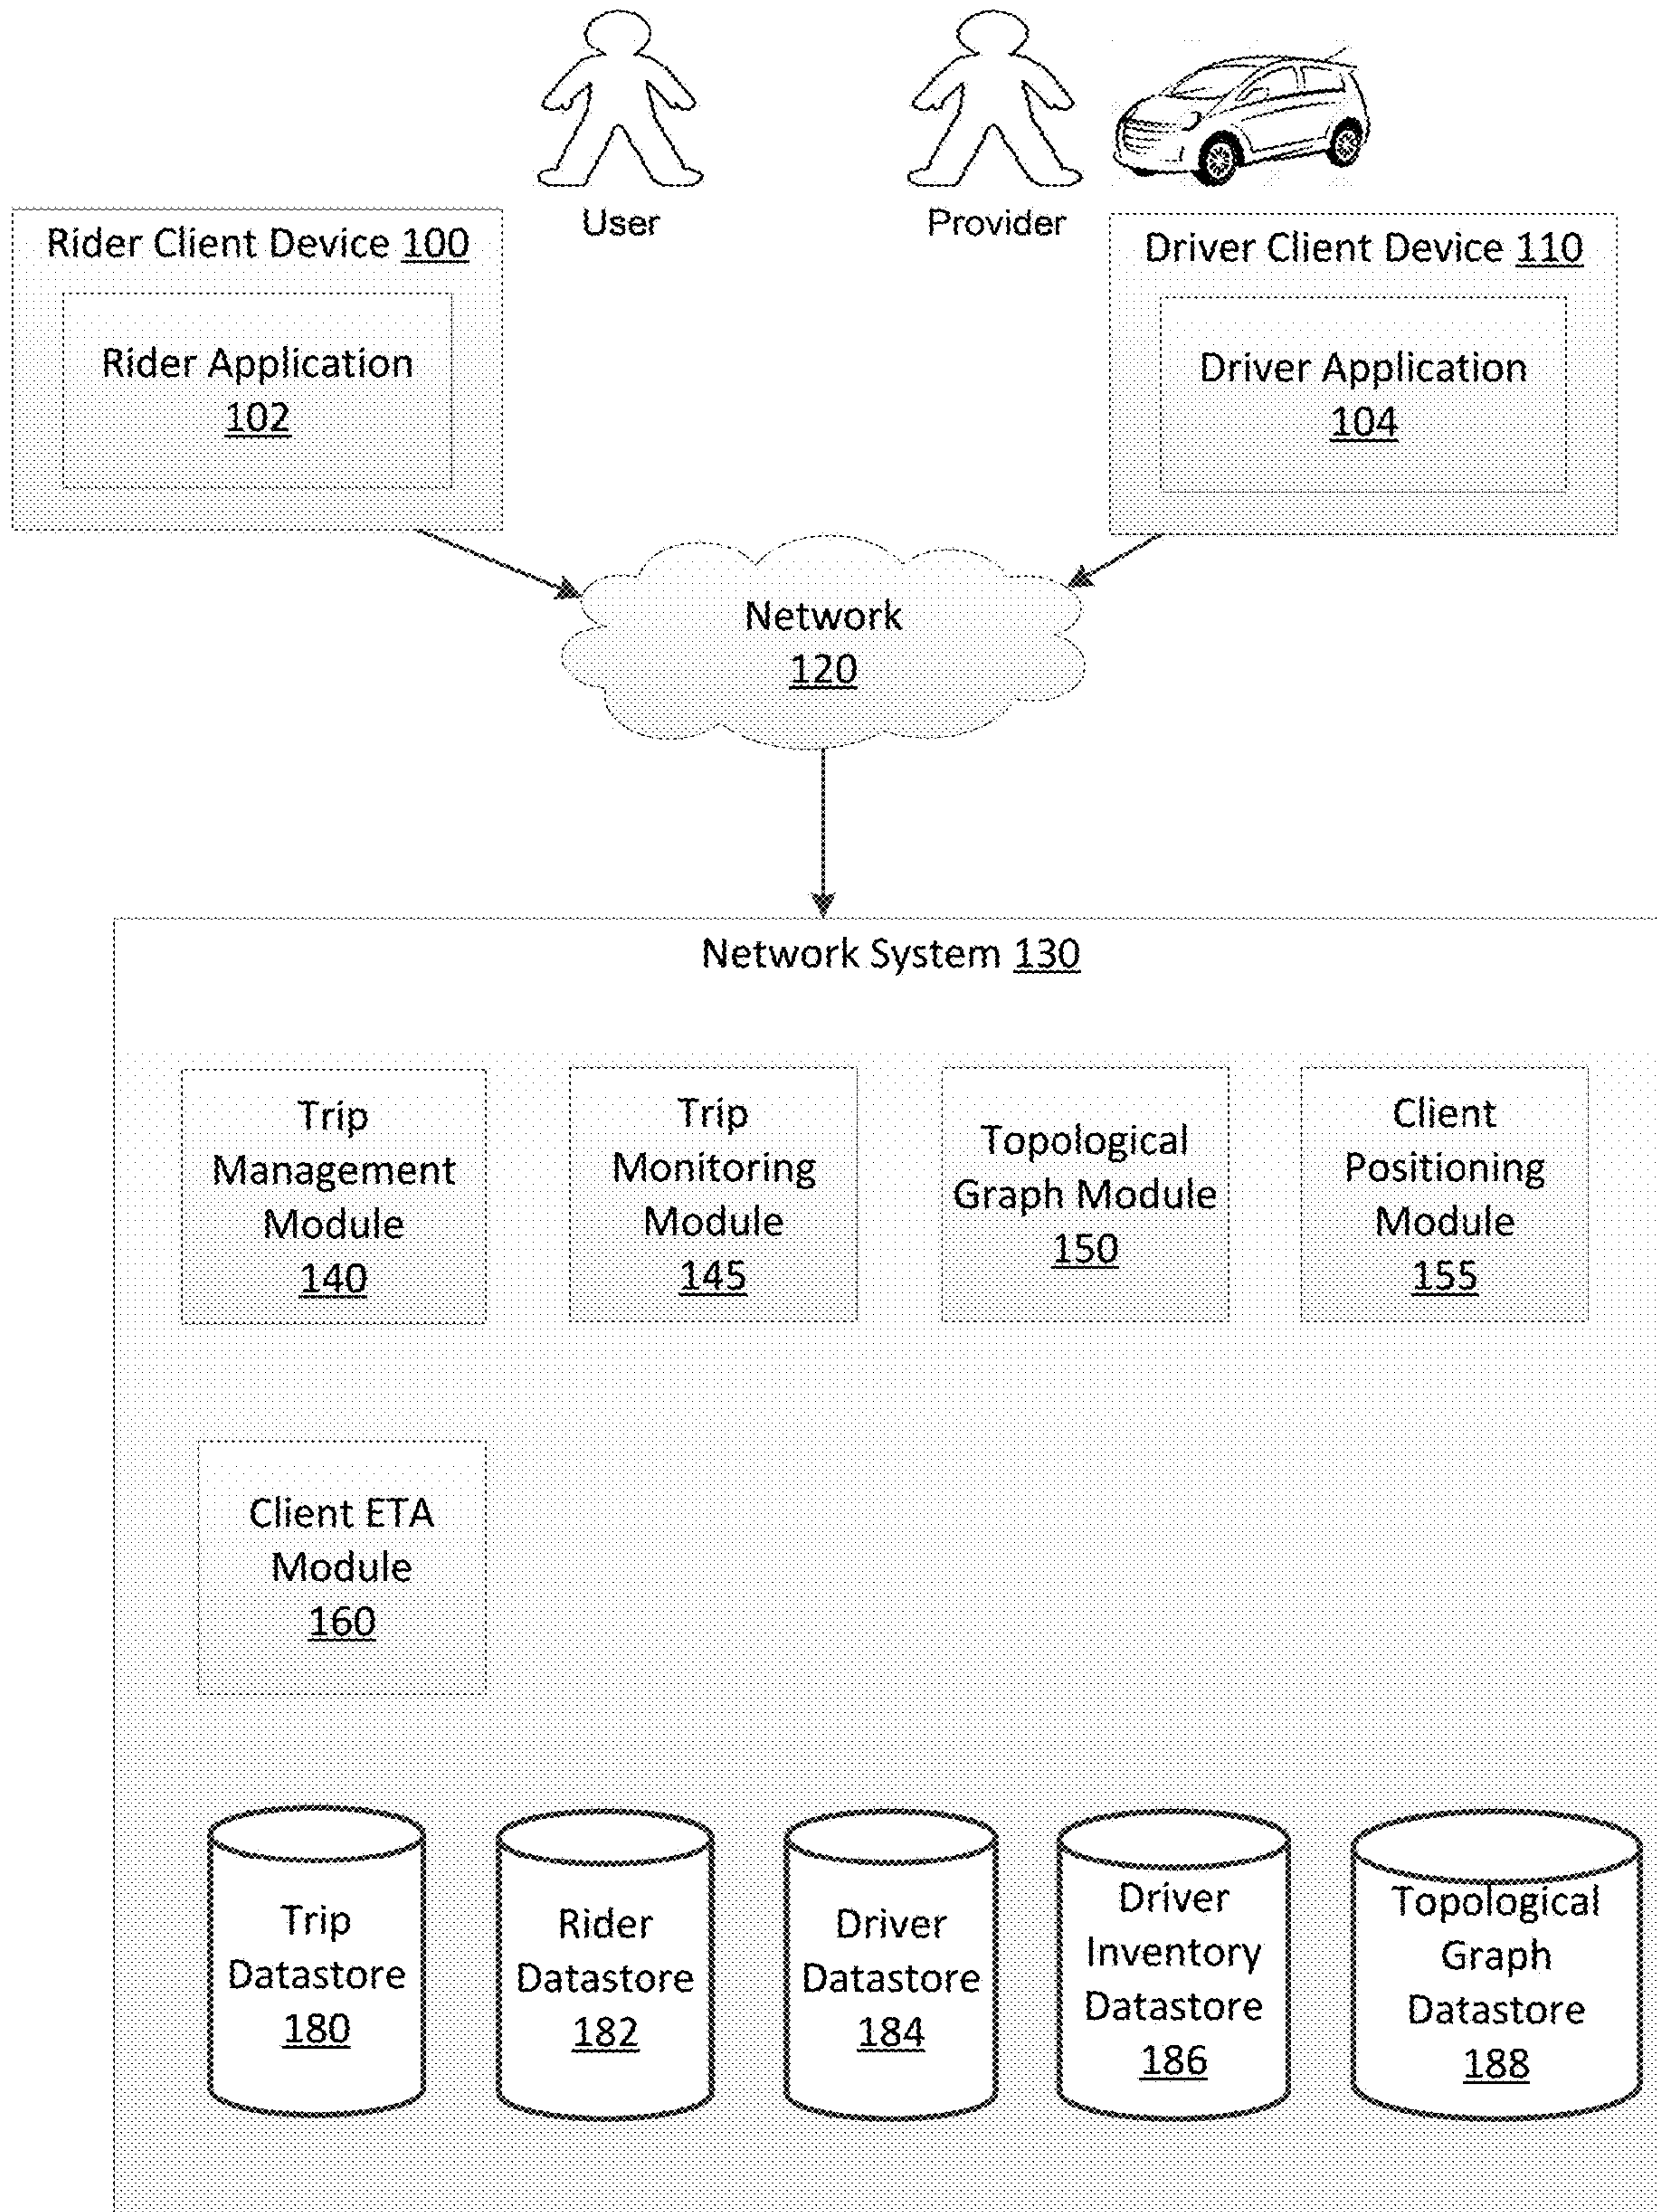 User
Provider
Rider Client Device 100
Rider Application
102
Driver Client Device 110
Driver Application
104
Network
120
Network System 130
Trip
Management
Module
140
Trip
Monitoring
Module
145
Topological
Graph Module
150
Client
Positioning
Module
155
Client ETA
Module
160
Trip
Datastore
180
Rider
Datastore
182
Driver
Datastore
184
Driver
Inventory
Datastore
186
Topological
Graph
Datastore
188